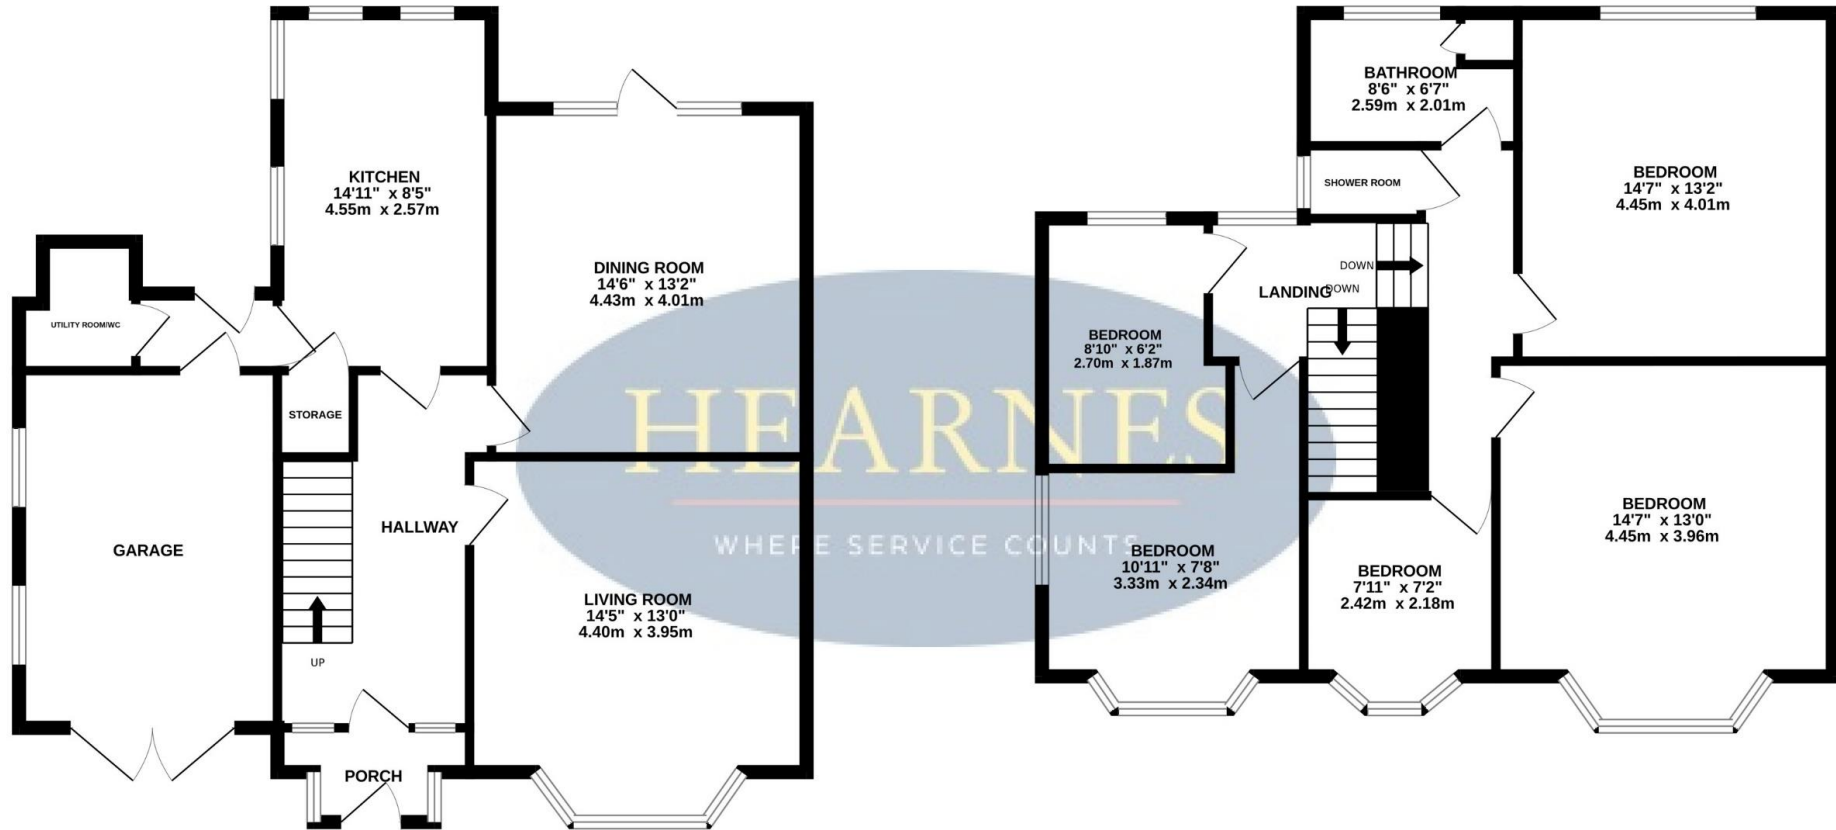 KITCHEN
14'11" x 8'5"
4.55m x 2.57m
DINING ROOM
14'6" x 13'2"
4.43m x 4.01m
UTILITY ROOM/WC
STORAGE
HALLWAY
GARAGE
LIVING ROOM
14'5" x 13'0"
4.40m x 3.95m
UP
PORCH
BATHROOM
8'6" x 6'7"
2.59m x 2.01m
SHOWER ROOM
BEDROOM
14'7" x 13'2"
4.45m x 4.01m
DOWN
LANDING
DOWN
BEDROOM
8'10" x 6'2"
2.70m x 1.87m
BEDROOM
10'11" x 7'8"
3.33m x 2.34m
BEDROOM
7'11" x 7'2"
2.42m x 2.18m
BEDROOM
14'7" x 13'0"
4.45m x 3.96m
HEARNES
WHERE SERVICE COUNTS